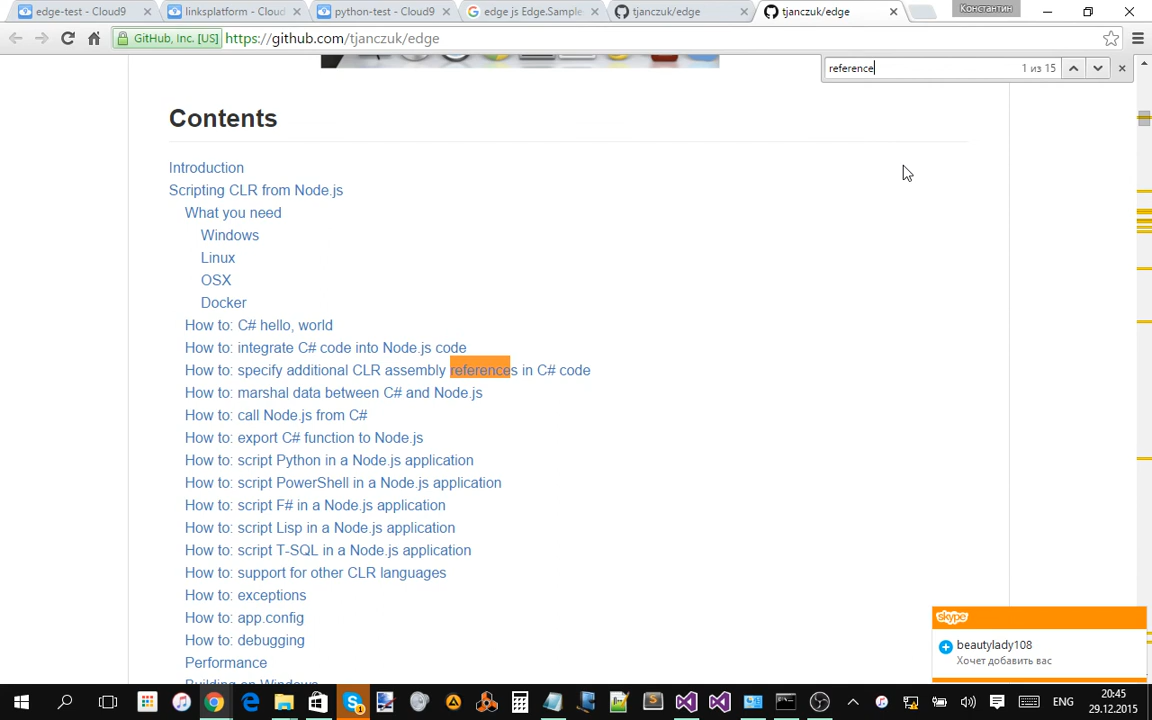 edge-test - Cloud9
linksplatform - Cloud
python-test - Cloud9
edge js Edge.Sample
tjanczuk/edge
tjanczuk/edge
Константин
GitHub, Inc. [US]
https://github.com/tjanczuk/edge
reference
1 из 15
Contents
Introduction
Scripting CLR from Node.js
What you need
Windows
Linux
OSX
Docker
How to: C# hello, world
How to: integrate C# code into Node.js code
How to: specify additional CLR assembly references in C# code
How to: marshal data between C# and Node.js
How to: call Node.js from C#
How to: export C# function to Node.js
How to: script Python in a Node.js application
How to: script PowerShell in a Node.js application
How to: script F# in a Node.js application
How to: script Lisp in a Node.js application
How to: script T-SQL in a Node.js application
How to: support for other CLR languages
How to: exceptions
How to: app.config
How to: debugging
Performance
Building on Windows
skype
beautylady108
Хочет добавить вас
ENG
20:45
29.12.2015